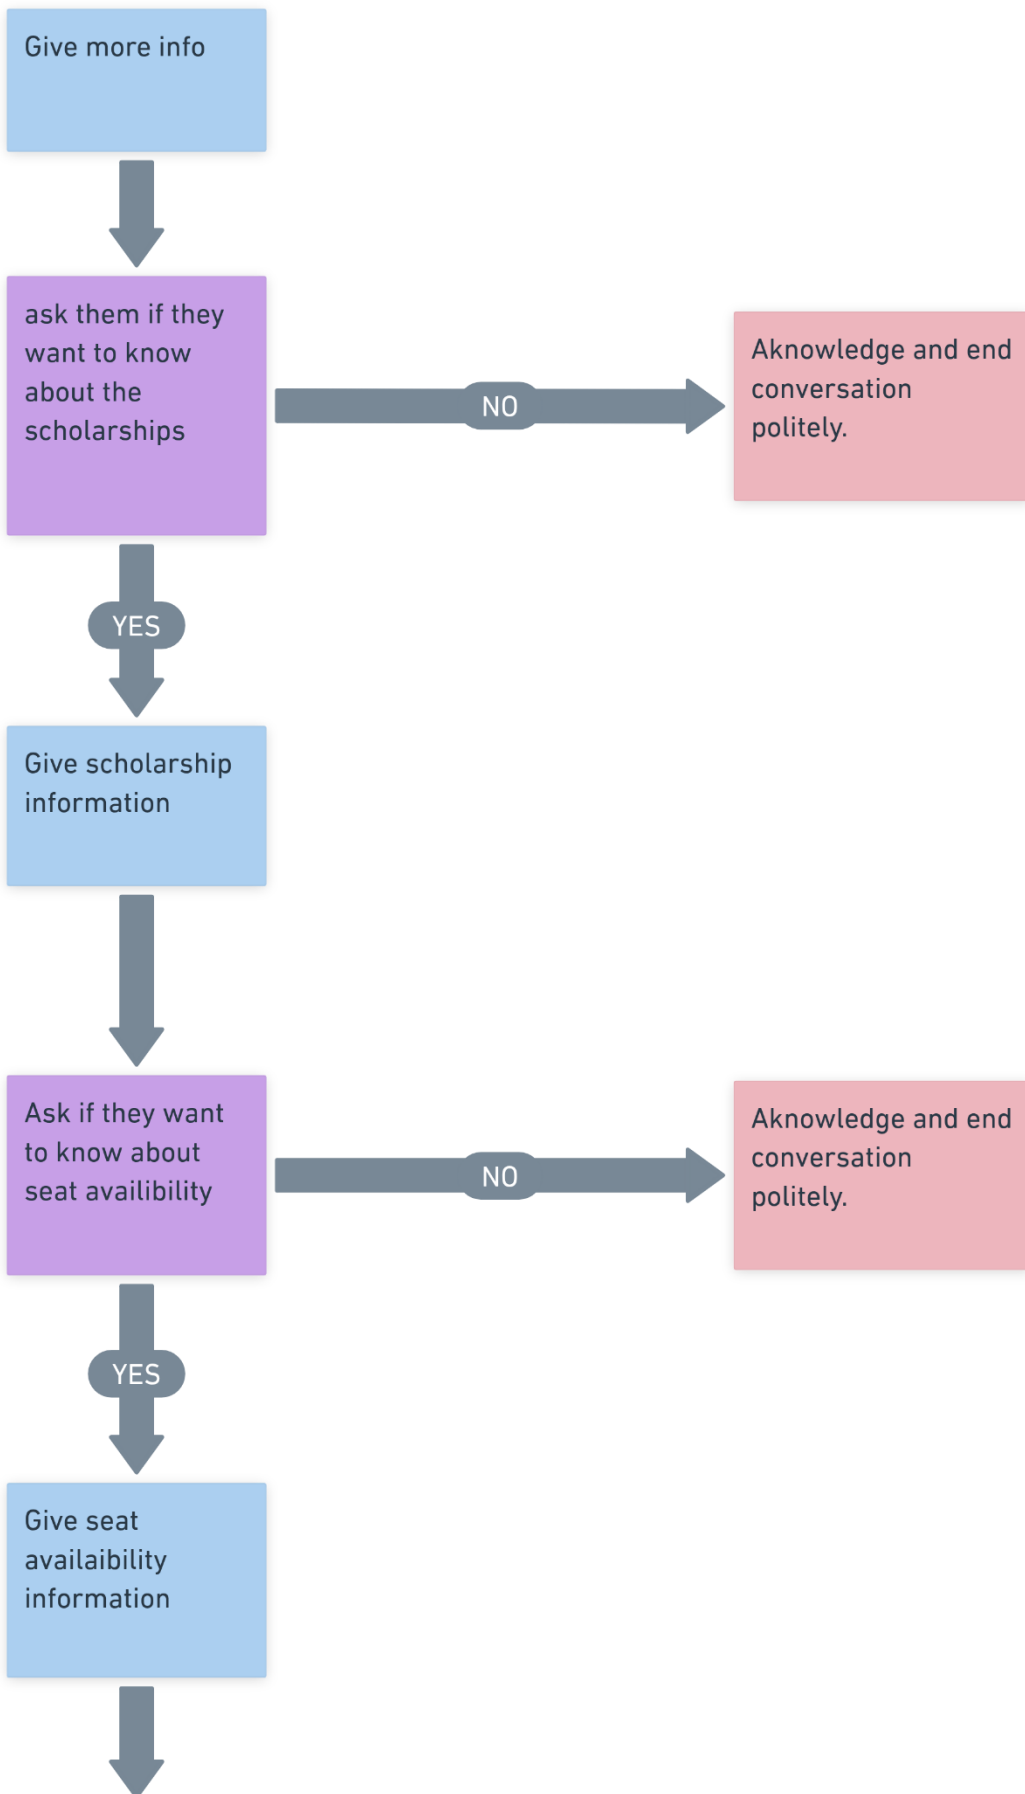 Give more info
ask them if they
want to know
about the
scholarships
NO
Aknowledge and end
conversation
politely.
YES
Give scholarship
information
Ask if they want
to know about
seat availibility
NO
Aknowledge and end
conversation
politely.
YES
Give seat
availaibility
information